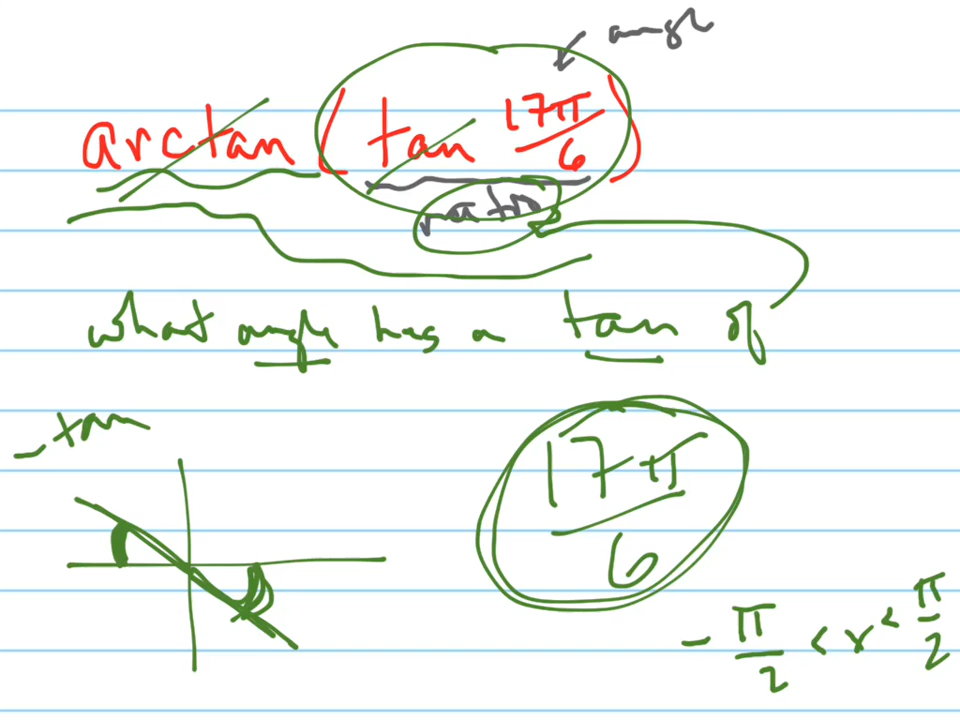 angle
arctan ( tan 17π/6 )
ratio
what angle has a tan of
- tan
17π/6
-π/2 < x < π/2